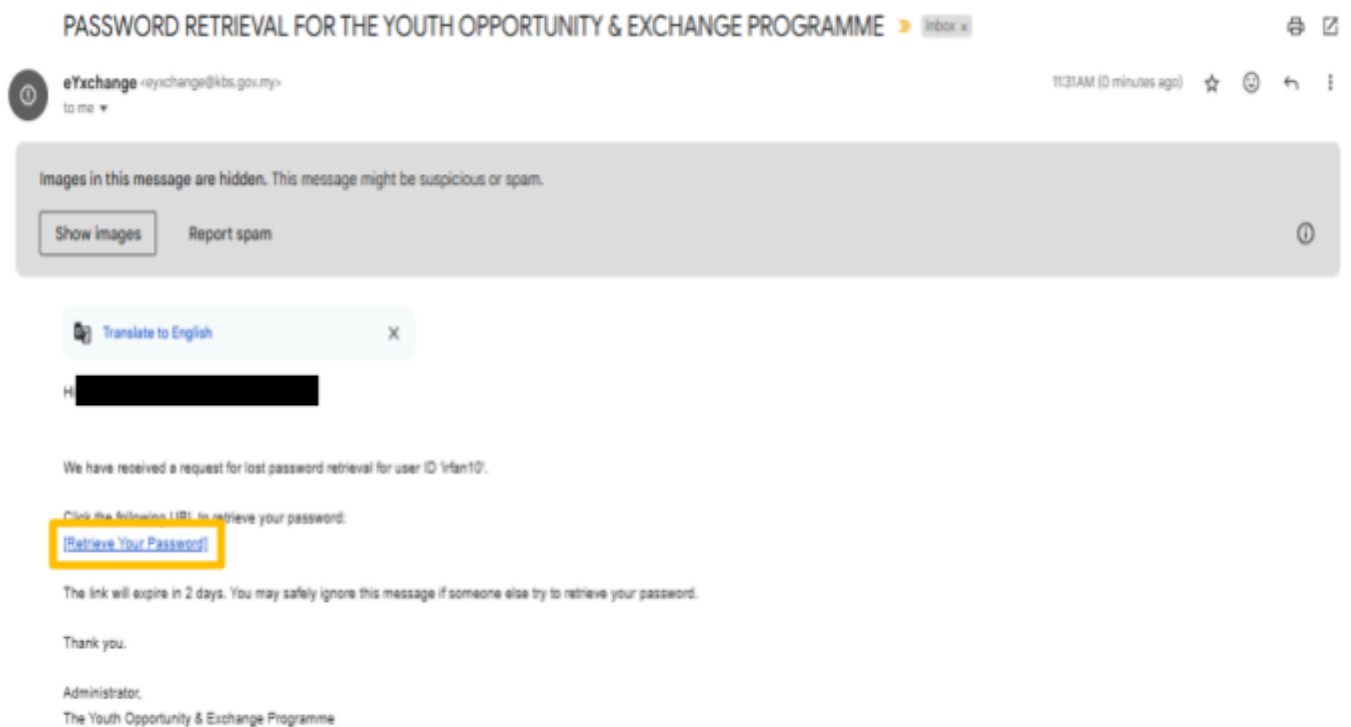 PASSWORD RETRIEVAL FOR THE YOUTH OPPORTUNITY & EXCHANGE PROGRAMME Inbox x
eYxchange <eyxchange@kbs.gov.my> 11:31 AM (0 minutes ago)
to me
Images in this message are hidden. This message might be suspicious or spam.
Show images Report spam
Translate to English X
Hi
We have received a request for lost password retrieval for user ID 'irfan10'.
Click the following URL to retrieve your password:
[Retrieve Your Password]
The link will expire in 2 days. You may safely ignore this message if someone else try to retrieve your password.
Thank you.
Administrator,
The Youth Opportunity & Exchange Programme